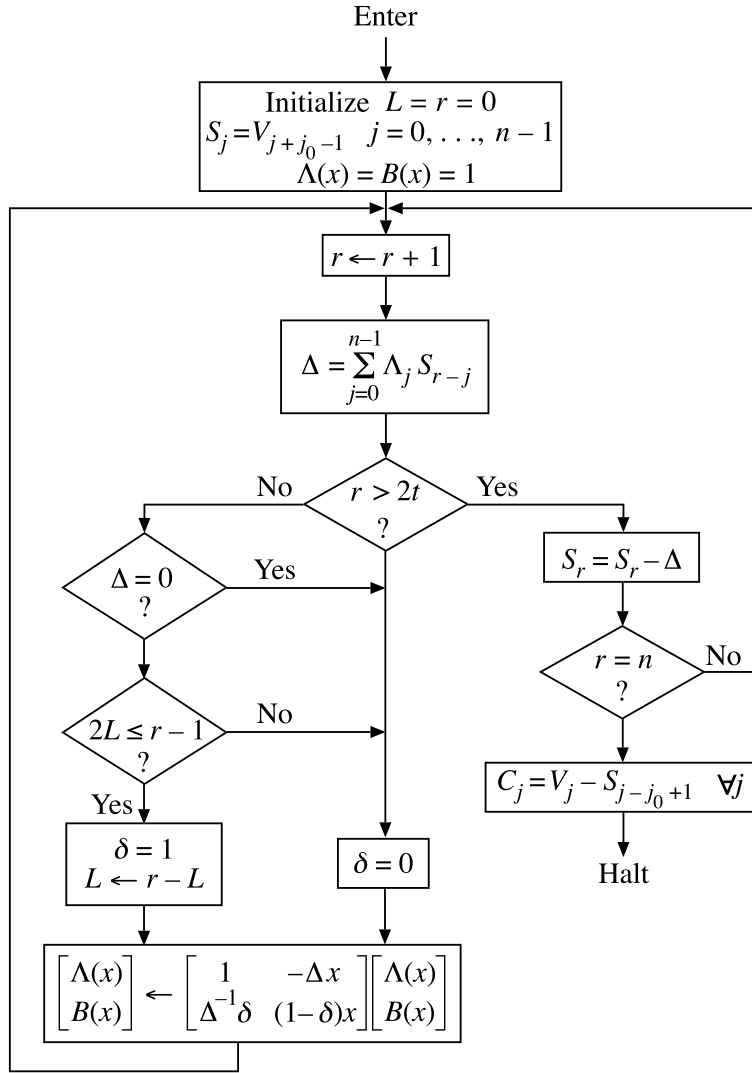 Enter
Initialize L = r = 0
S_j = V_{j + j_0 − 1}   j = 0, . . ., n − 1
Λ(x) = B(x) = 1
r ← r + 1
n−1
Δ = Σ Λ_j S_{r − j}
j=0
No
r > 2t
Yes
?
Δ = 0
?
Yes
S_r = S_r − Δ
r = n
?
No
2L ≤ r − 1
?
No
Yes
C_j = V_j − S_{j − j_0 + 1}   ∀j
Halt
δ = 1
L ← r − L
δ = 0
[Λ(x)] ← [1   −Δx] [Λ(x)]
[B(x)] [Δ^{−1}δ   (1−δ)x] [B(x)]